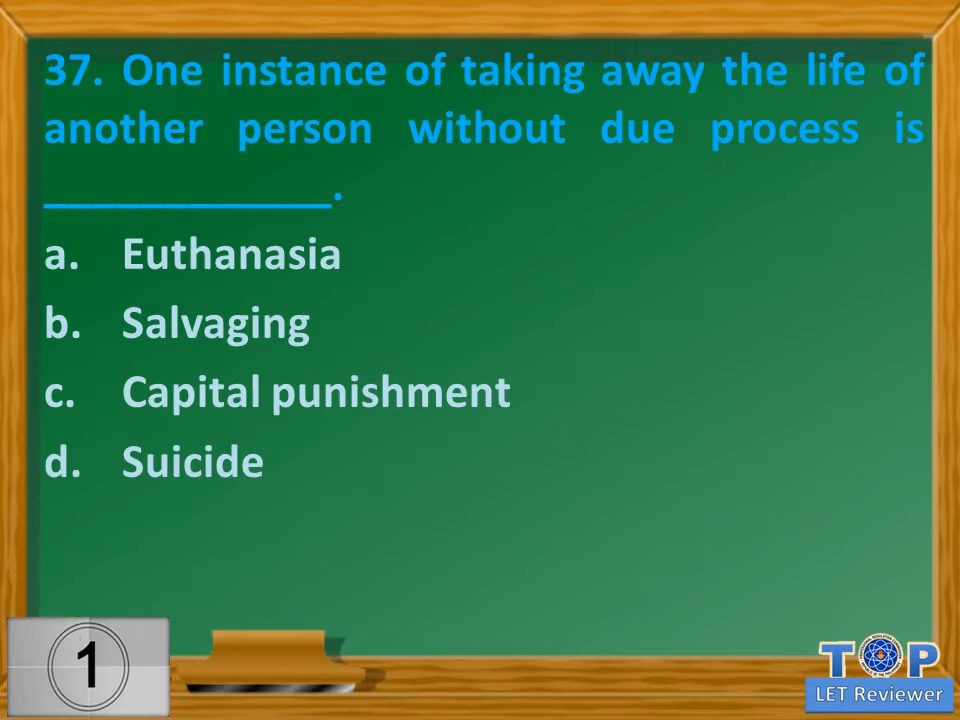 37. One instance of taking away the life of
another person without due process is
____________.
a. Euthanasia
b. Salvaging
c. Capital punishment
d. Suicide
1
TOP
LET Reviewer